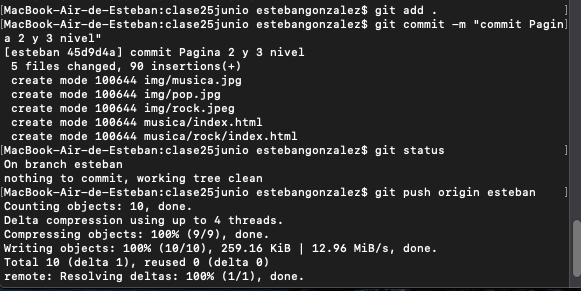 [MacBook-Air-de-Esteban:clase25junio estebangonzalez$ git add . ]
[MacBook-Air-de-Esteban:clase25junio estebangonzalez$ git commit -m "commit Pagin]
a 2 y 3 nivel"
[esteban 45d9d4a] commit Pagina 2 y 3 nivel
 5 files changed, 90 insertions(+)
 create mode 100644 img/musica.jpg
 create mode 100644 img/pop.jpg
 create mode 100644 img/rock.jpeg
 create mode 100644 musica/index.html
 create mode 100644 musica/rock/index.html
[MacBook-Air-de-Esteban:clase25junio estebangonzalez$ git status ]
On branch esteban
nothing to commit, working tree clean
[MacBook-Air-de-Esteban:clase25junio estebangonzalez$ git push origin esteban ]
Counting objects: 10, done.
Delta compression using up to 4 threads.
Compressing objects: 100% (9/9), done.
Writing objects: 100% (10/10), 259.16 KiB | 12.96 MiB/s, done.
Total 10 (delta 1), reused 0 (delta 0)
remote: Resolving deltas: 100% (1/1), done.